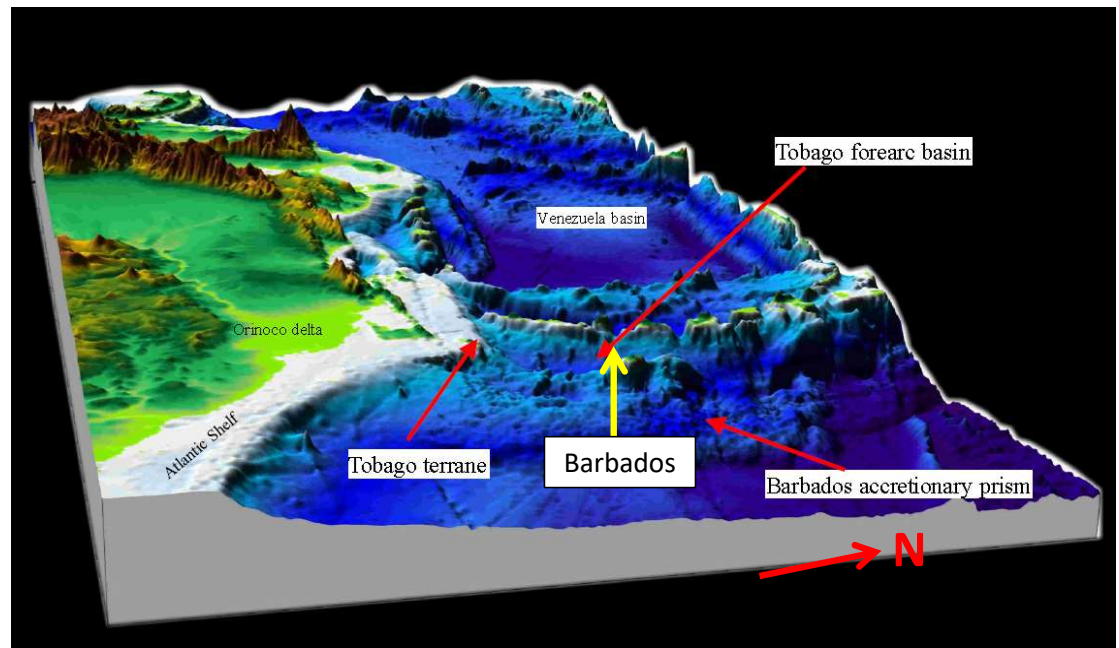 Tobago forearc basin
Venezuela basin
Orinoco delta
Atlantic Shelf
Tobago terrane
Barbados
Barbados accretionary prism
N